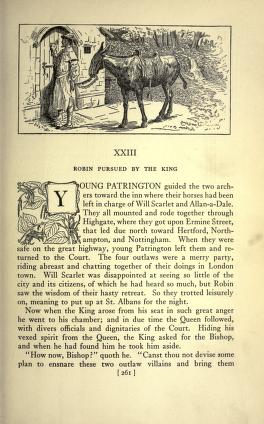 XXIII
ROBIN PURSUED BY THE KING
YOUNG PATRINGTON guided the two arch-
ers toward the inn where their horses had been
left in charge of Will Scarlet and Allan-a-Dale.
They all mounted and rode together through
Highgate, where they got upon Ermine Street,
that led due north toward Hertford, North-
ampton, and Nottingham. When they were
safe on the great highway, young Patrington left them and re-
turned to the Court. The four outlaws were a merry party,
riding abreast and chatting together of their doings in London
town. Will Scarlet was disappointed at seeing so little of the
city and its citizens, of which he had heard so much, but Robin
saw the wisdom of their hasty retreat. So they trotted leisurely
on, meaning to put up at St. Albans for the night.
Now when the King arose from his seat in such great anger
he went to his chamber; and in due time the Queen followed,
with divers officials and dignitaries of the Court. Hiding his
vexed spirit from the Queen, the King asked for the Bishop,
and when he had found him he took him aside.
"How now, Bishop?" quoth he. "Canst thou not devise some
plan to ensnare these two outlaw villains and bring them
[261]